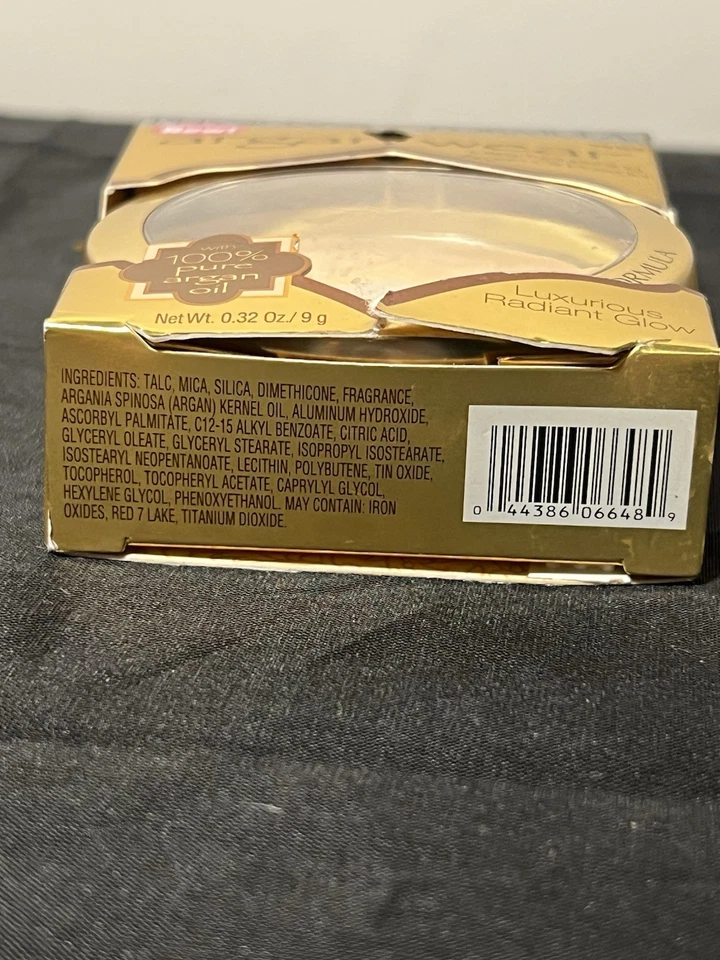 argan wear
with
100%
pure
argan
oil
Net Wt. 0.32 Oz./9 g
RMULA
Luxurious
Radiant Glow
INGREDIENTS: TALC, MICA, SILICA, DIMETHICONE, FRAGRANCE,
ARGANIA SPINOSA (ARGAN) KERNEL OIL, ALUMINUM HYDROXIDE,
ASCORBYL PALMITATE, C12-15 ALKYL BENZOATE, CITRIC ACID,
GLYCERYL OLEATE, GLYCERYL STEARATE, ISOPROPYL ISOSTEARATE,
ISOSTEARYL NEOPENTANOATE, LECITHIN, POLYBUTENE, TIN OXIDE,
TOCOPHEROL, TOCOPHERYL ACETATE, CAPRYLYL GLYCOL,
HEXYLENE GLYCOL, PHENOXYETHANOL. MAY CONTAIN: IRON
OXIDES, RED 7 LAKE, TITANIUM DIOXIDE.
0 44386 06648 9